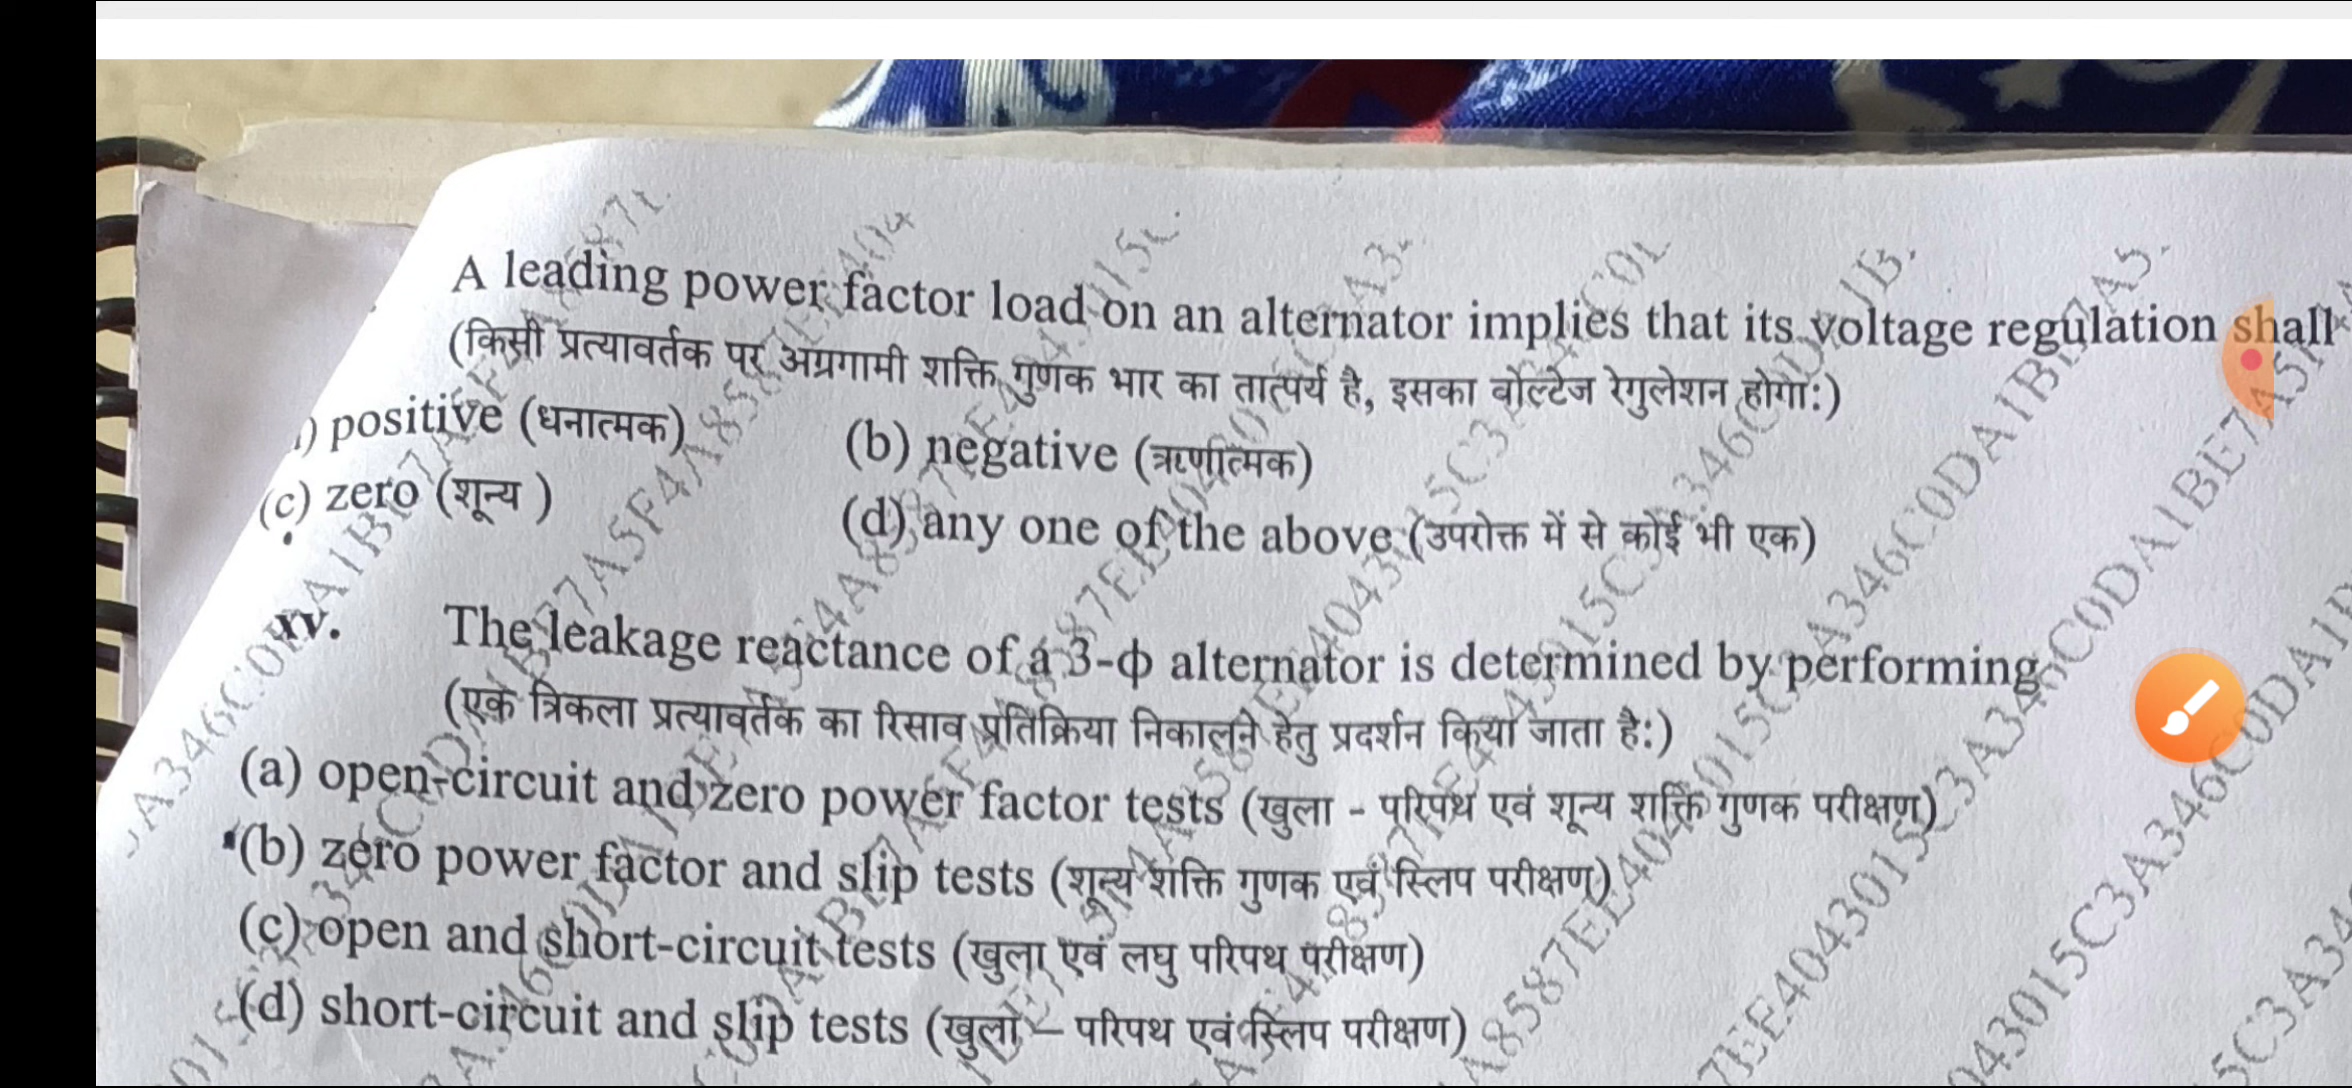 A leading power factor load on an alternator implies that its voltage regulation shall
(किसी प्रत्यावर्तक पर अग्रगामी शक्ति गुणक भार का तात्पर्य है, इसका वोल्टेज रेगुलेशन होगा:)
) positive (धनात्मक) (b) negative (ऋणात्मक)
(c) zero (शून्य ) (d) any one of the above (उपरोक्त में से कोई भी एक)
xv. The leakage reactance of a 3-ф alternator is determined by performing
(एक त्रिकला प्रत्यावर्तक का रिसाव प्रतिक्रिया निकालने हेतु प्रदर्शन किया जाता है:)
(a) open-circuit and zero power factor tests (खुला - परिपथ एवं शून्य शक्ति गुणक परीक्षण)
(b) zero power factor and slip tests (शून्य शक्ति गुणक एवं स्लिप परीक्षण)
(c) open and short-circuit tests (खुला एवं लघु परिपथ परीक्षण)
(d) short-circuit and slip tests (खुला – परिपथ एवं स्लिप परीक्षण)